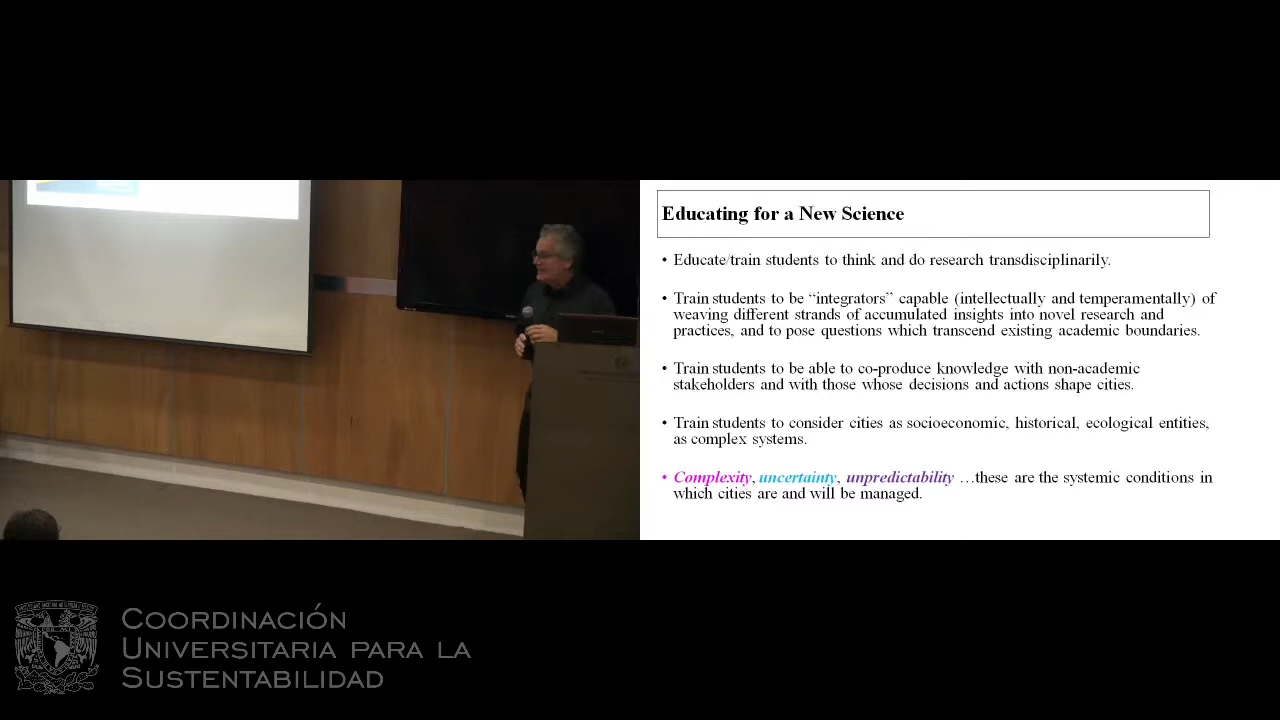 Educating for a New Science
• Educate/train students to think and do research transdisciplinarily.
• Train students to be “integrators” capable (intellectually and temperamentally) of
weaving different strands of accumulated insights into novel research and
practices, and to pose questions which transcend existing academic boundaries.
• Train students to be able to co-produce knowledge with non-academic
stakeholders and with those whose decisions and actions shape cities.
• Train students to consider cities as socioeconomic, historical, ecological entities,
as complex systems.
• Complexity, uncertainty, unpredictability …these are the systemic conditions in
which cities are and will be managed.
COORDINACIÓN
UNIVERSITARIA PARA LA
SUSTENTABILIDAD